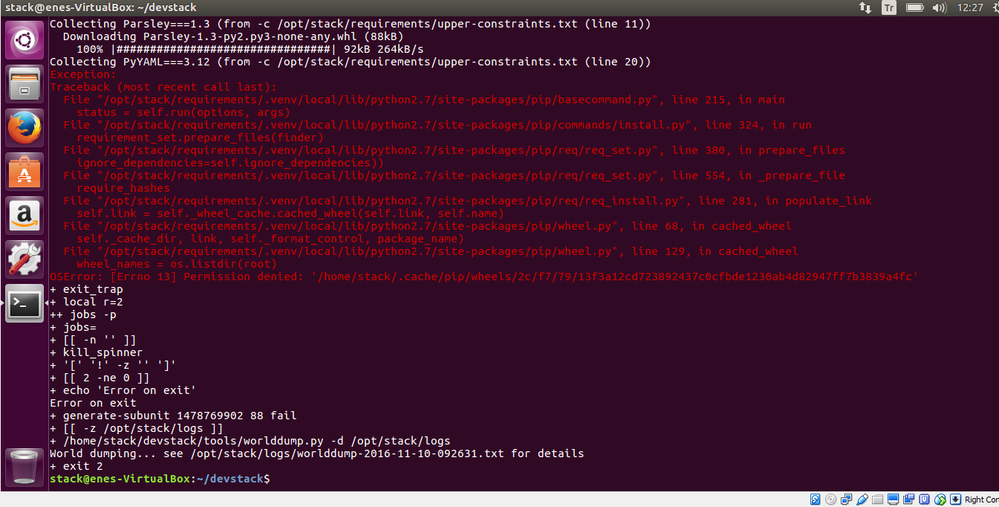 stack@enes-VirtualBox: ~/devstack
Tr
12:27
Collecting Parsley===1.3 (from -c /opt/stack/requirements/upper-constraints.txt (line 11))
Downloading Parsley-1.3-py2.py3-none-any.whl (88kB)
100% |################################| 92kB 264kB/s
Collecting PyYAML===3.12 (from -c /opt/stack/requirements/upper-constraints.txt (line 20))
Exception:
Traceback (most recent call last):
File "/opt/stack/requirements/.venv/local/lib/python2.7/site-packages/pip/basecommand.py", line 215, in main
status = self.run(options, args)
File "/opt/stack/requirements/.venv/local/lib/python2.7/site-packages/pip/commands/install.py", line 324, in run
requirement_set.prepare_files(finder)
File "/opt/stack/requirements/.venv/local/lib/python2.7/site-packages/pip/req/req_set.py", line 380, in prepare_files
ignore_dependencies=self.ignore_dependencies))
File "/opt/stack/requirements/.venv/local/lib/python2.7/site-packages/pip/req/req_set.py", line 554, in _prepare_file
require_hashes
File "/opt/stack/requirements/.venv/local/lib/python2.7/site-packages/pip/req/req_install.py", line 281, in populate_link
self.link = self._wheel_cache.cached_wheel(self.link, self.name)
File "/opt/stack/requirements/.venv/local/lib/python2.7/site-packages/pip/wheel.py", line 68, in cached_wheel
self._cache_dir, link, self._format_control, package_name)
File "/opt/stack/requirements/.venv/local/lib/python2.7/site-packages/pip/wheel.py", line 129, in cached_wheel
wheel_names = os.listdir(root)
OSError: [Errno 13] Permission denied: '/home/stack/.cache/pip/wheels/2c/f7/79/13f3a12cd723892437c0cfbde1230ab4d82947ff7b3839a4fc'
+ exit_trap
+ local r=2
++ jobs -p
+ jobs=
+ [[ -n '' ]]
+ kill_spinner
+ '[' '!' -z '' ']'
+ [[ 2 -ne 0 ]]
+ echo 'Error on exit'
Error on exit
+ generate-subunit 1478769902 88 fail
+ [[ -z /opt/stack/logs ]]
+ /home/stack/devstack/tools/worlddump.py -d /opt/stack/logs
World dumping... see /opt/stack/logs/worlddump-2016-11-10-092631.txt for details
+ exit 2
stack@enes-VirtualBox:~/devstack$
Right Con